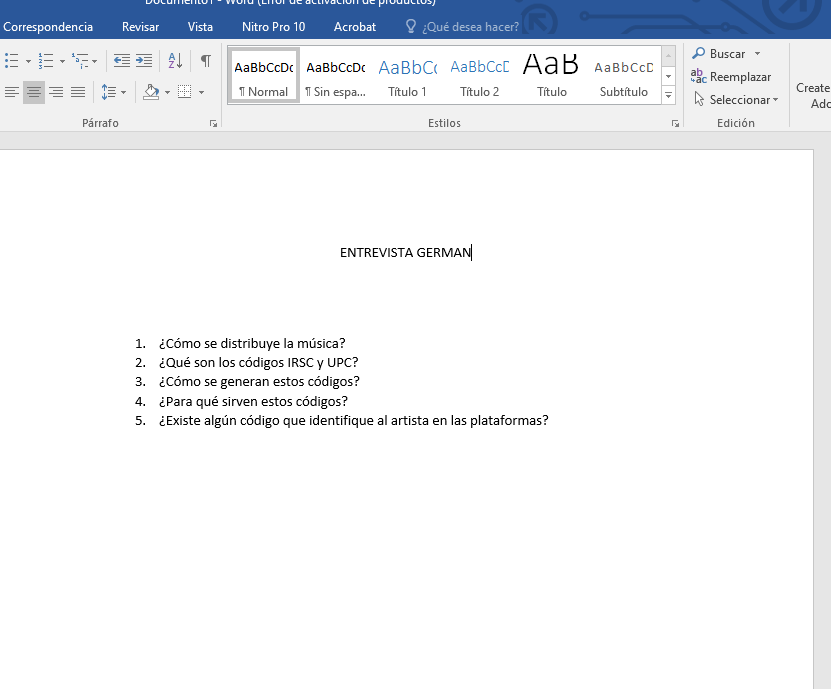 Documento1 - Word (Error de activación de productos)
Correspondencia Revisar Vista Nitro Pro 10 Acrobat ¿Qué desea hacer?
AaBbCcDc AaBbCcDc AaBbCc AaBbCcD AaB AaBbCcD Buscar
¶ Normal ¶ Sin espa... Título 1 Título 2 Título Subtítulo Reemplazar
Seleccionar
Create
Ado
Párrafo Estilos Edición
ENTREVISTA GERMAN
1. ¿Cómo se distribuye la música?
2. ¿Qué son los códigos IRSC y UPC?
3. ¿Cómo se generan estos códigos?
4. ¿Para qué sirven estos códigos?
5. ¿Existe algún código que identifique al artista en las plataformas?